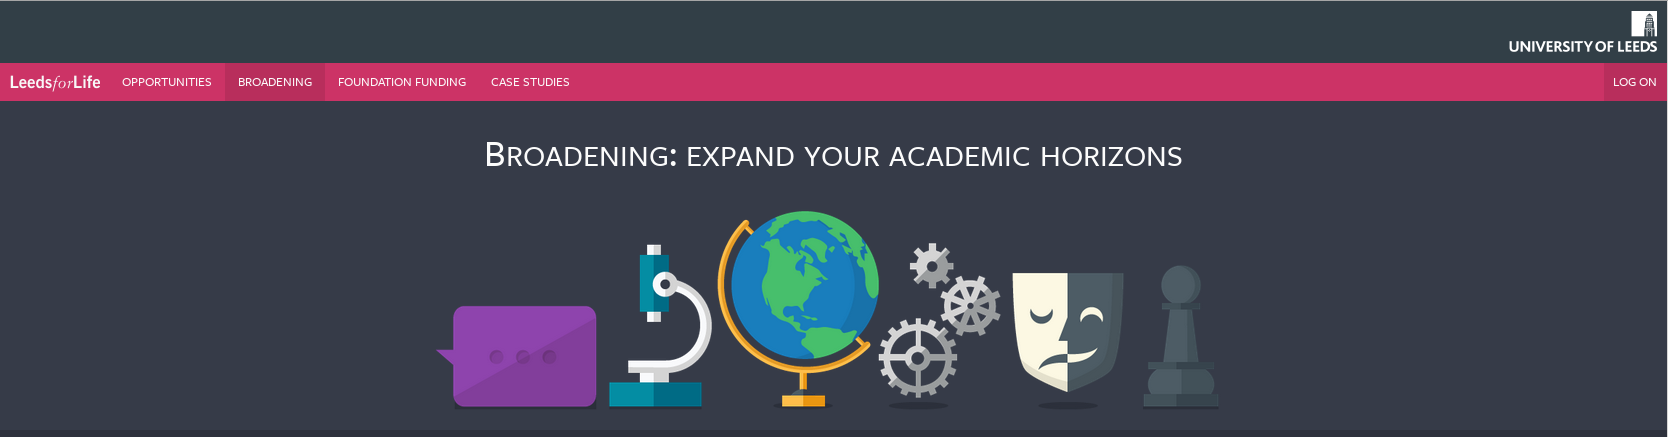 UNIVERSITY OF LEEDS
LeedsforLife OPPORTUNITIES BROADENING FOUNDATION FUNDING CASE STUDIES LOG ON
BROADENING: EXPAND YOUR ACADEMIC HORIZONS